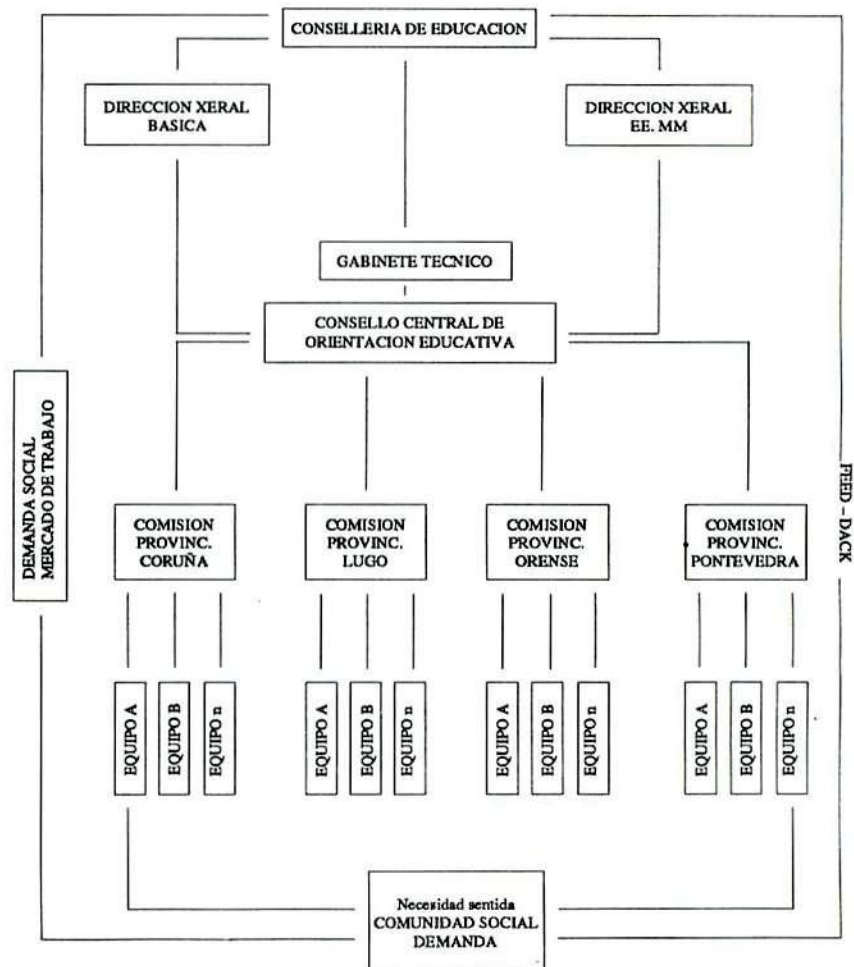 CONSELLERIA DE EDUCACION
DIRECCION XERAL
BASICA
DIRECCION XERAL
EE. MM
GABINETE TECNICO
CONSELLO CENTRAL DE
ORIENTACION EDUCATIVA
DEMANDA SOCIAL
MERCADO DE TRABAJO
FEED - DACK
COMISION
PROVINC.
CORUÑA
COMISION
PROVINC.
LUGO
COMISION
PROVINC.
ORENSE
COMISION
PROVINC.
PONTEVEDRA
EQUIPO A
EQUIPO B
EQUIPO n
EQUIPO A
EQUIPO B
EQUIPO n
EQUIPO A
EQUIPO B
EQUIPO n
EQUIPO A
EQUIPO B
EQUIPO n
Necesidad sentida
COMUNIDAD SOCIAL
DEMANDA